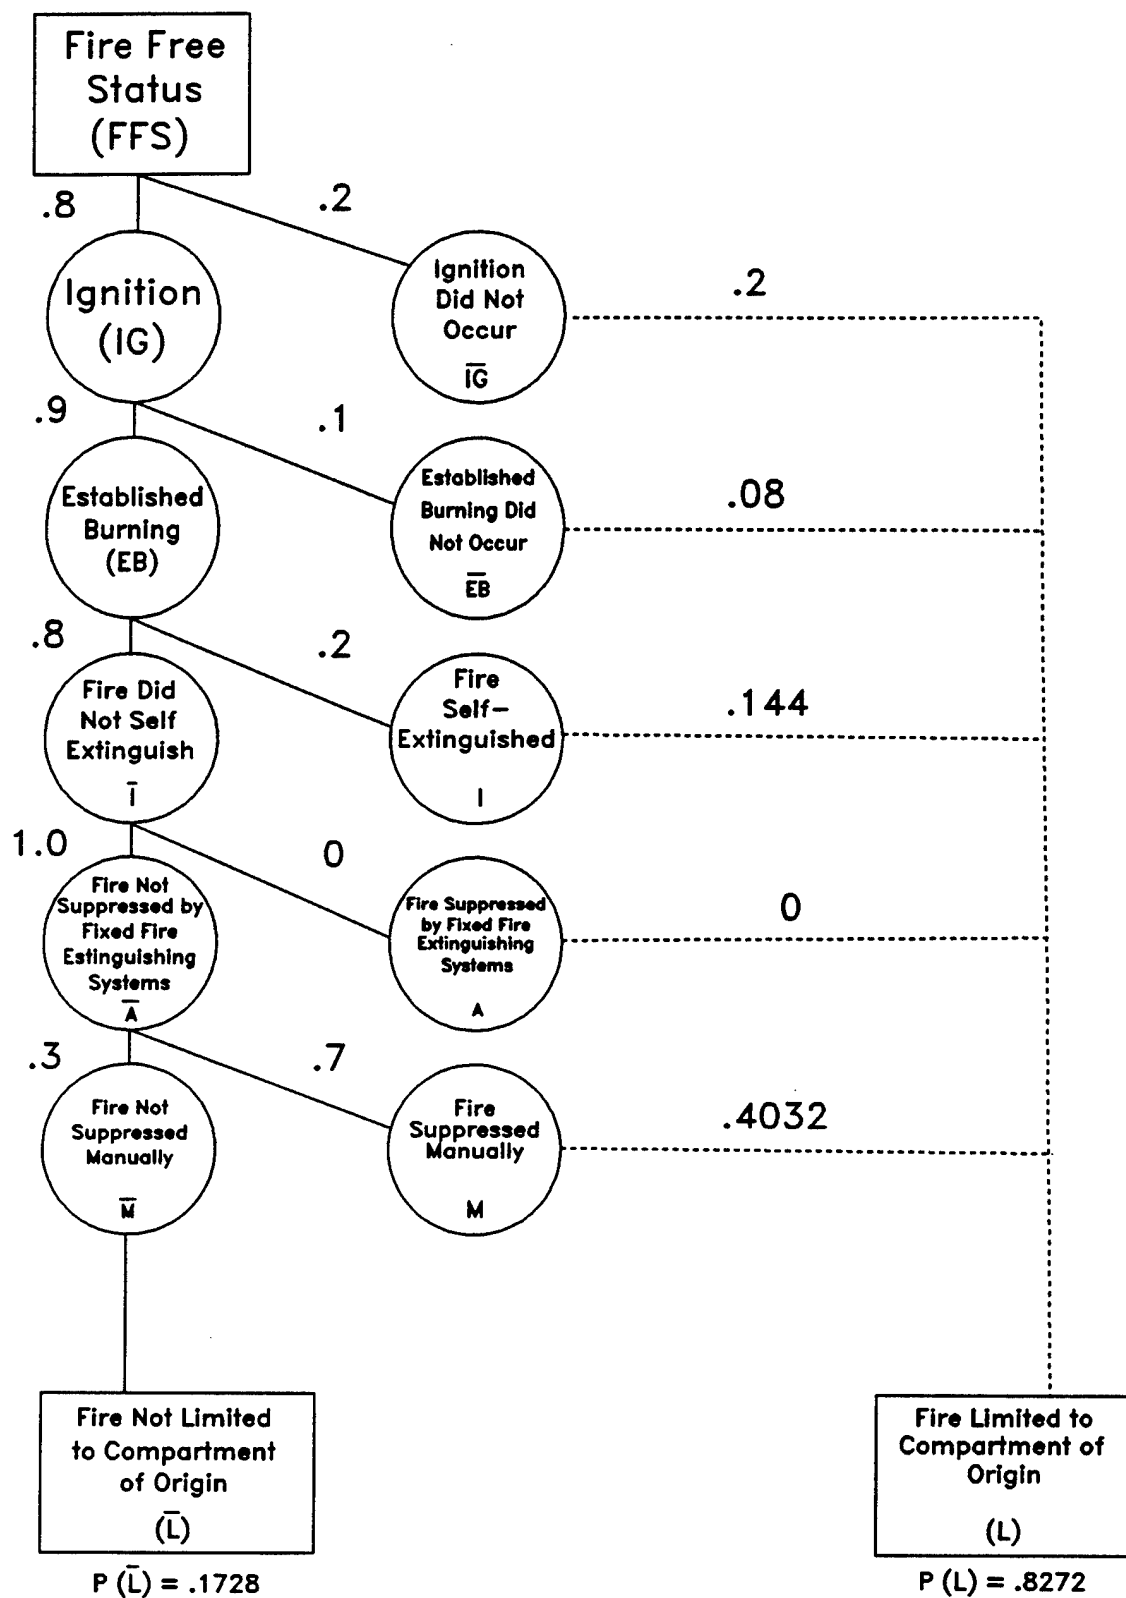 Fire Free
Status
(FFS)
.8
.2
Ignition
(IG)
Ignition
Did Not
Occur
I̅G̅
.2
.9
.1
Established
Burning
(EB)
Established
Burning Did
Not Occur
E̅B̅
.08
.8
.2
Fire Did
Not Self
Extinguish
I̅
Fire
Self-
Extinguished
I
.144
1.0
0
Fire Not
Suppressed by
Fixed Fire
Estinguishing
Systems
A̅
Fire Suppressed
by Fixed Fire
Extinguishing
Systems
A
0
.3
.7
Fire Not
Suppressed
Manually
M̅
Fire
Suppressed
Manually
M
.4032
Fire Not Limited
to Compartment
of Origin
(L̅)
P (L̅) = .1728
Fire Limited to
Compartment of
Origin
(L)
P (L) = .8272